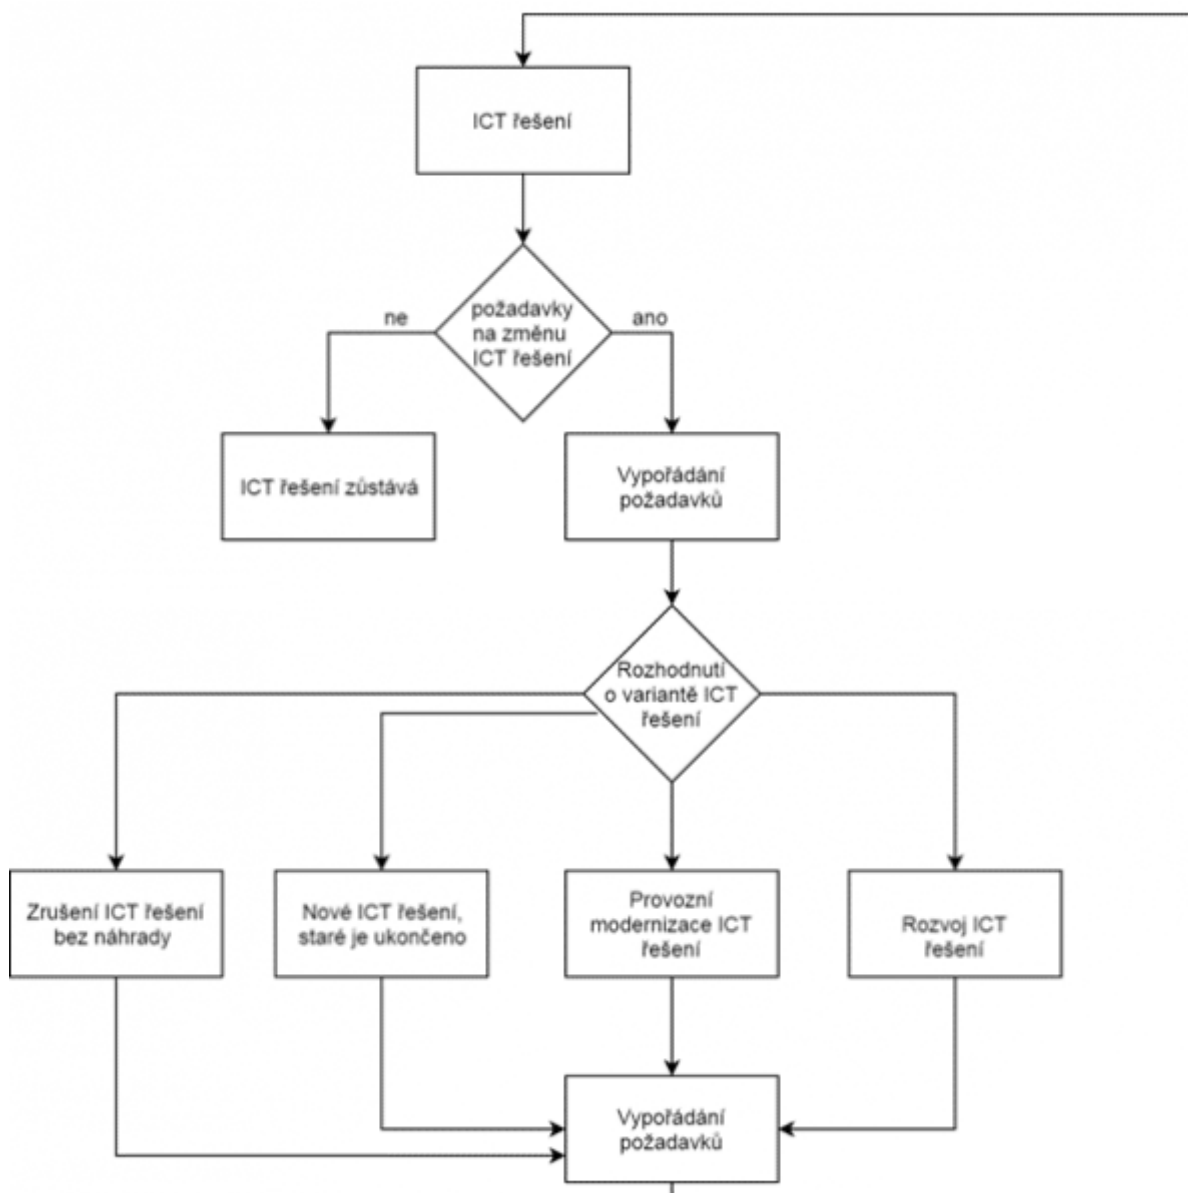 ICT řešení
ne
požadavky
na změnu
ICT řešení
ano
ICT řešení zůstává
Vypořádání
požadavků
Rozhodnutí
o variantě ICT
řešení
Zrušení ICT řešení
bez náhrady
Nové ICT řešení,
staré je ukončeno
Provozní
modernizace ICT
řešení
Rozvoj ICT
řešení
Vypořádání
požadavků